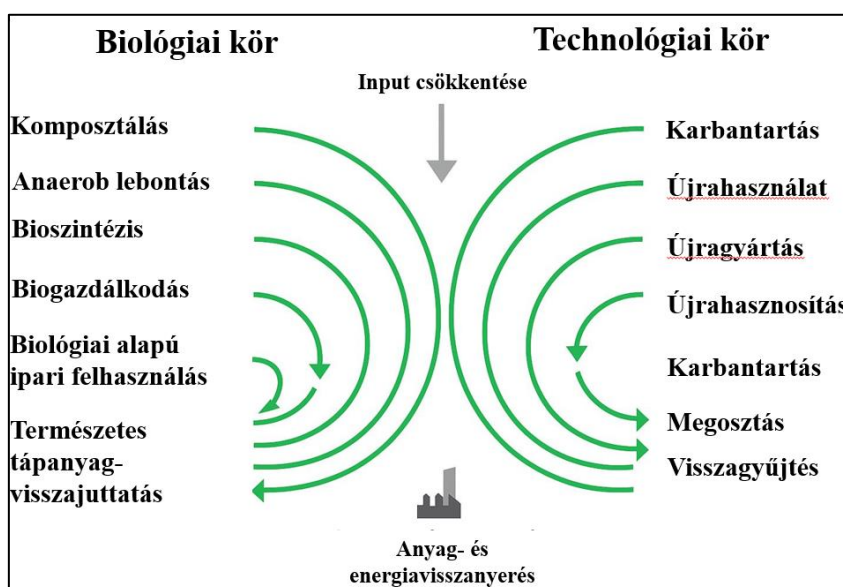 Biológiai kör
Technológiai kör
Input csökkentése
Komposztálás
Anaerob lebontás
Bioszintézis
Biogazdálkodás
Biológiai alapú
ipari felhasználás
Természetes
tápanyag-
visszajuttatás
Karbantartás
Újrahasználat
Újragyártás
Újrahasznosítás
Karbantartás
Megosztás
Visszagyűjtés
Anyag- és
energiavisszanyerés